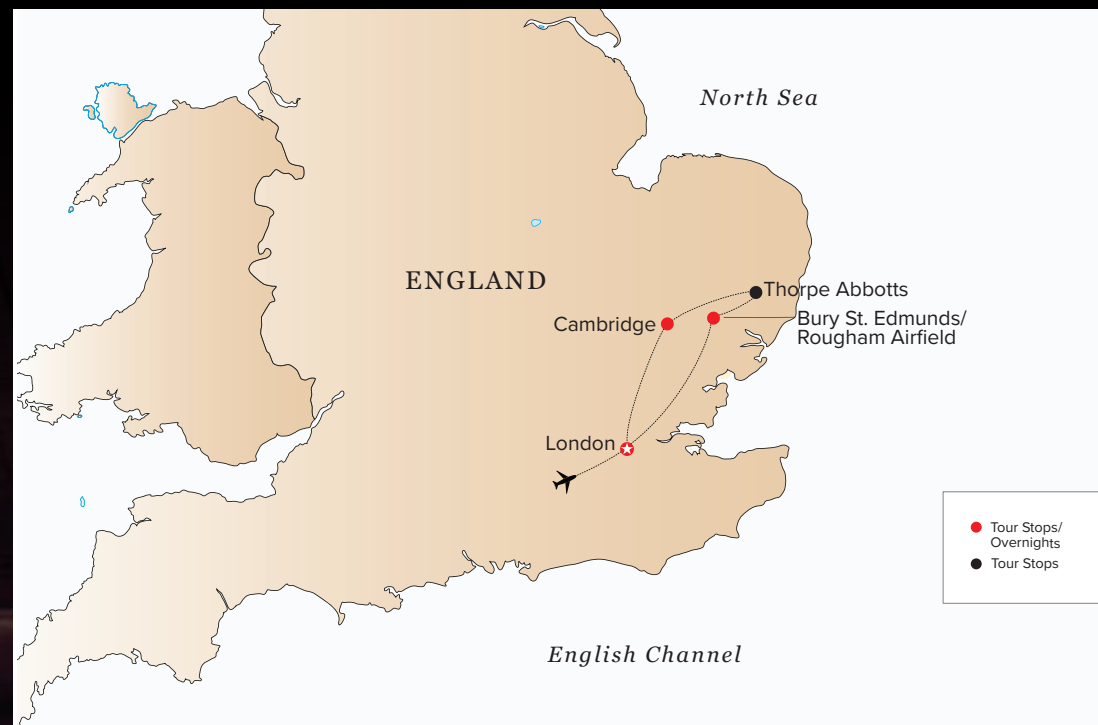 North Sea
ENGLAND
Thorpe Abbotts
Cambridge
Bury St. Edmunds/
Rougham Airfield
London
Tour Stops/
Overnights
Tour Stops
English Channel